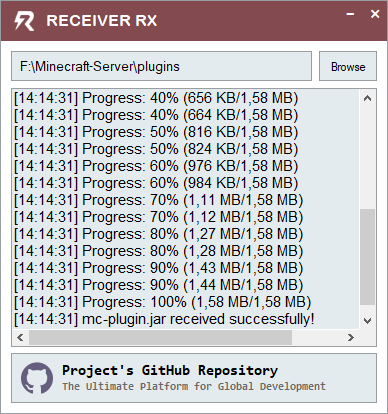 RECEIVER RX
F:\Minecraft-Server\plugins
Browse
[14:14:31] Progress: 40% (656 KB/1,58 MB)
[14:14:31] Progress: 40% (664 KB/1,58 MB)
[14:14:31] Progress: 50% (816 KB/1,58 MB)
[14:14:31] Progress: 50% (824 KB/1,58 MB)
[14:14:31] Progress: 60% (976 KB/1,58 MB)
[14:14:31] Progress: 60% (984 KB/1,58 MB)
[14:14:31] Progress: 70% (1,11 MB/1,58 MB)
[14:14:31] Progress: 70% (1,12 MB/1,58 MB)
[14:14:31] Progress: 80% (1,27 MB/1,58 MB)
[14:14:31] Progress: 80% (1,28 MB/1,58 MB)
[14:14:31] Progress: 90% (1,43 MB/1,58 MB)
[14:14:31] Progress: 90% (1,44 MB/1,58 MB)
[14:14:31] Progress: 100% (1,58 MB/1,58 MB)
[14:14:31] mc-plugin.jar received successfully!
Project's GitHub Repository
The Ultimate Platform for Global Development